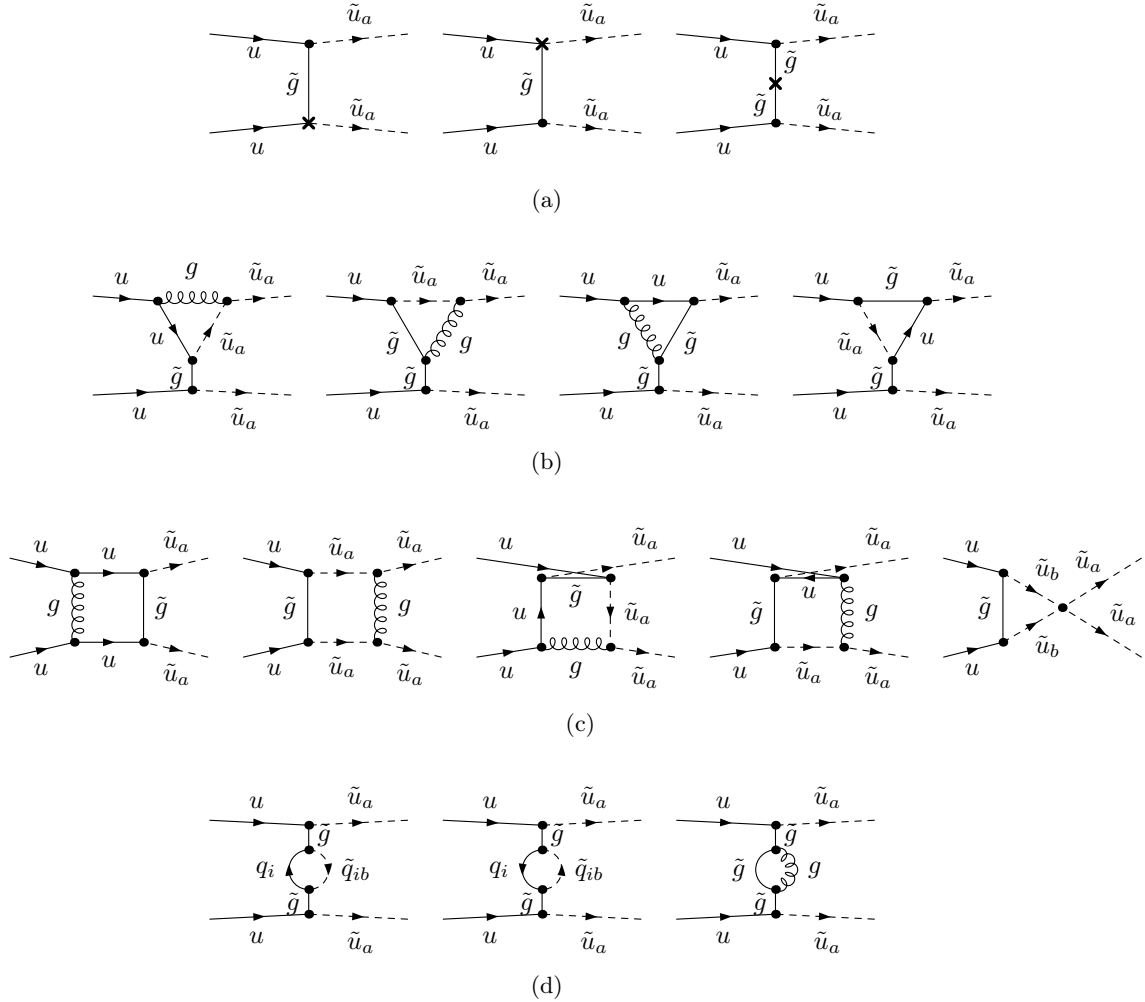 ũ_a ũ_a ũ_a
u u u
g̃ g̃ g̃
ũ_a ũ_a g̃ ũ_a
u u u
(a)
u g ũ_a u ũ_a ũ_a u u ũ_a u g̃ ũ_a
u ũ_a g̃ g g g̃ ũ_a u
g̃ g̃ g̃ g̃
u ũ_a u ũ_a u ũ_a u ũ_a
(b)
u u ũ_a u ũ_a ũ_a u ũ_a u ũ_a u ũ_b ũ_a
g g̃ g̃ g u g̃ ũ_a g̃ u g g̃
u u ũ_a u ũ_a ũ_a u g ũ_a u ũ_a ũ_a u ũ_b ũ_a
(c)
u ũ_a u ũ_a u ũ_a
g̃ g̃ g̃
q_i q̃_ib q_i q̃_ib g̃ g
g̃ g̃ g̃
u ũ_a u ũ_a u ũ_a
(d)